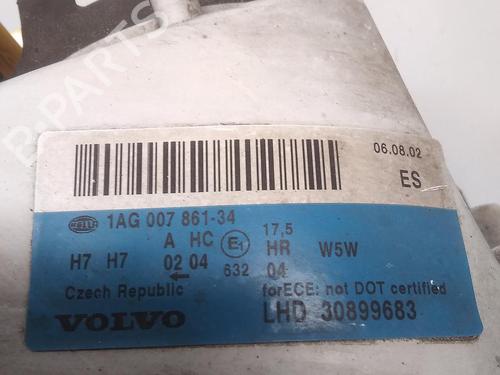 06.08.02
ES
HELLA 1AG 007 861-34
A HC E1 17,5
H7 H7 02 04 632 HR W5W
← 04
Czech Republic forECE: not DOT certified
VOLVO LHD 30899683
B-PARTS